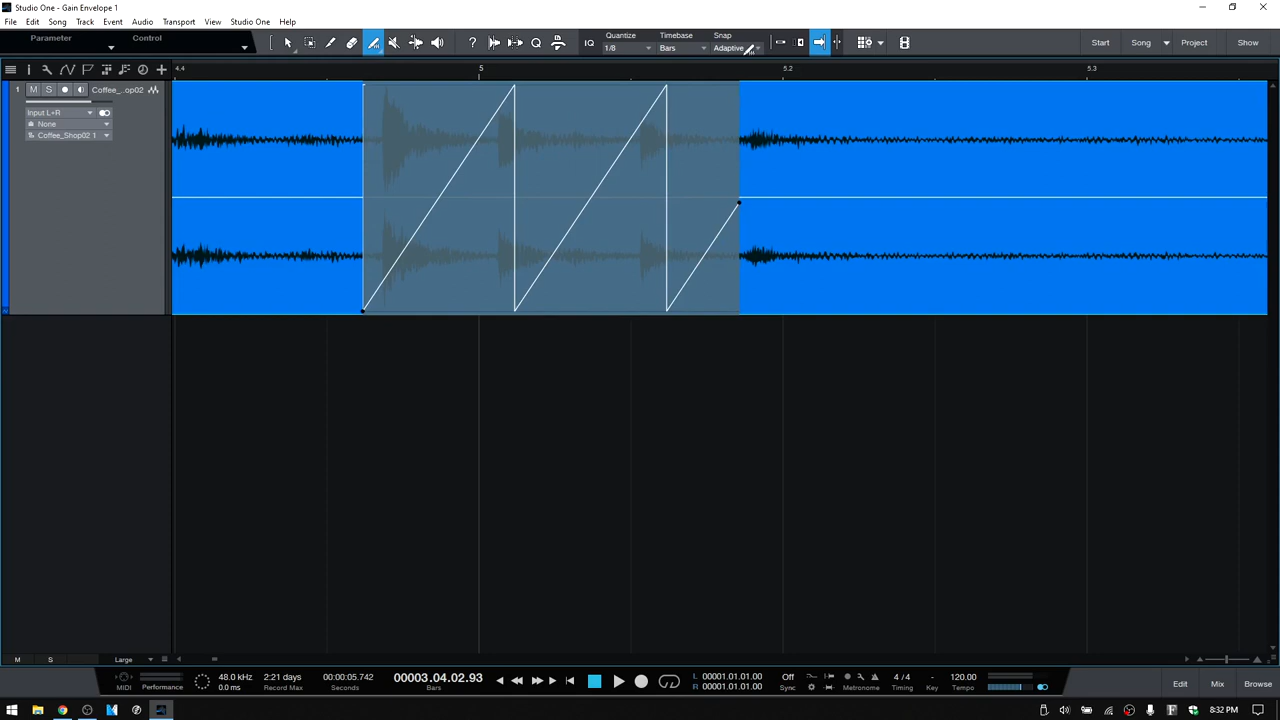 Studio One - Gain Envelope 1
File Edit Song Track Event Audio Transport View Studio One Help
Parameter Control
IQ Quantize Timebase Snap
1/8 Bars Adaptive
Start Song Project Show
4.4 5 5.2 5.3
1 M S Coffee_..op02
Input L+R
None
Coffee_Shop02 1
M S Large
MIDI Performance
48.0 kHz
0.0 ms
2:21 days
Record Max
00:00:05.742
Seconds
00003.04.02.93
Bars
L 00001.01.01.00
R 00001.01.01.00
Off
Sync
Metronome
4 / 4
Timing
-
Key
120.00
Tempo
Edit Mix Browse
8:32 PM